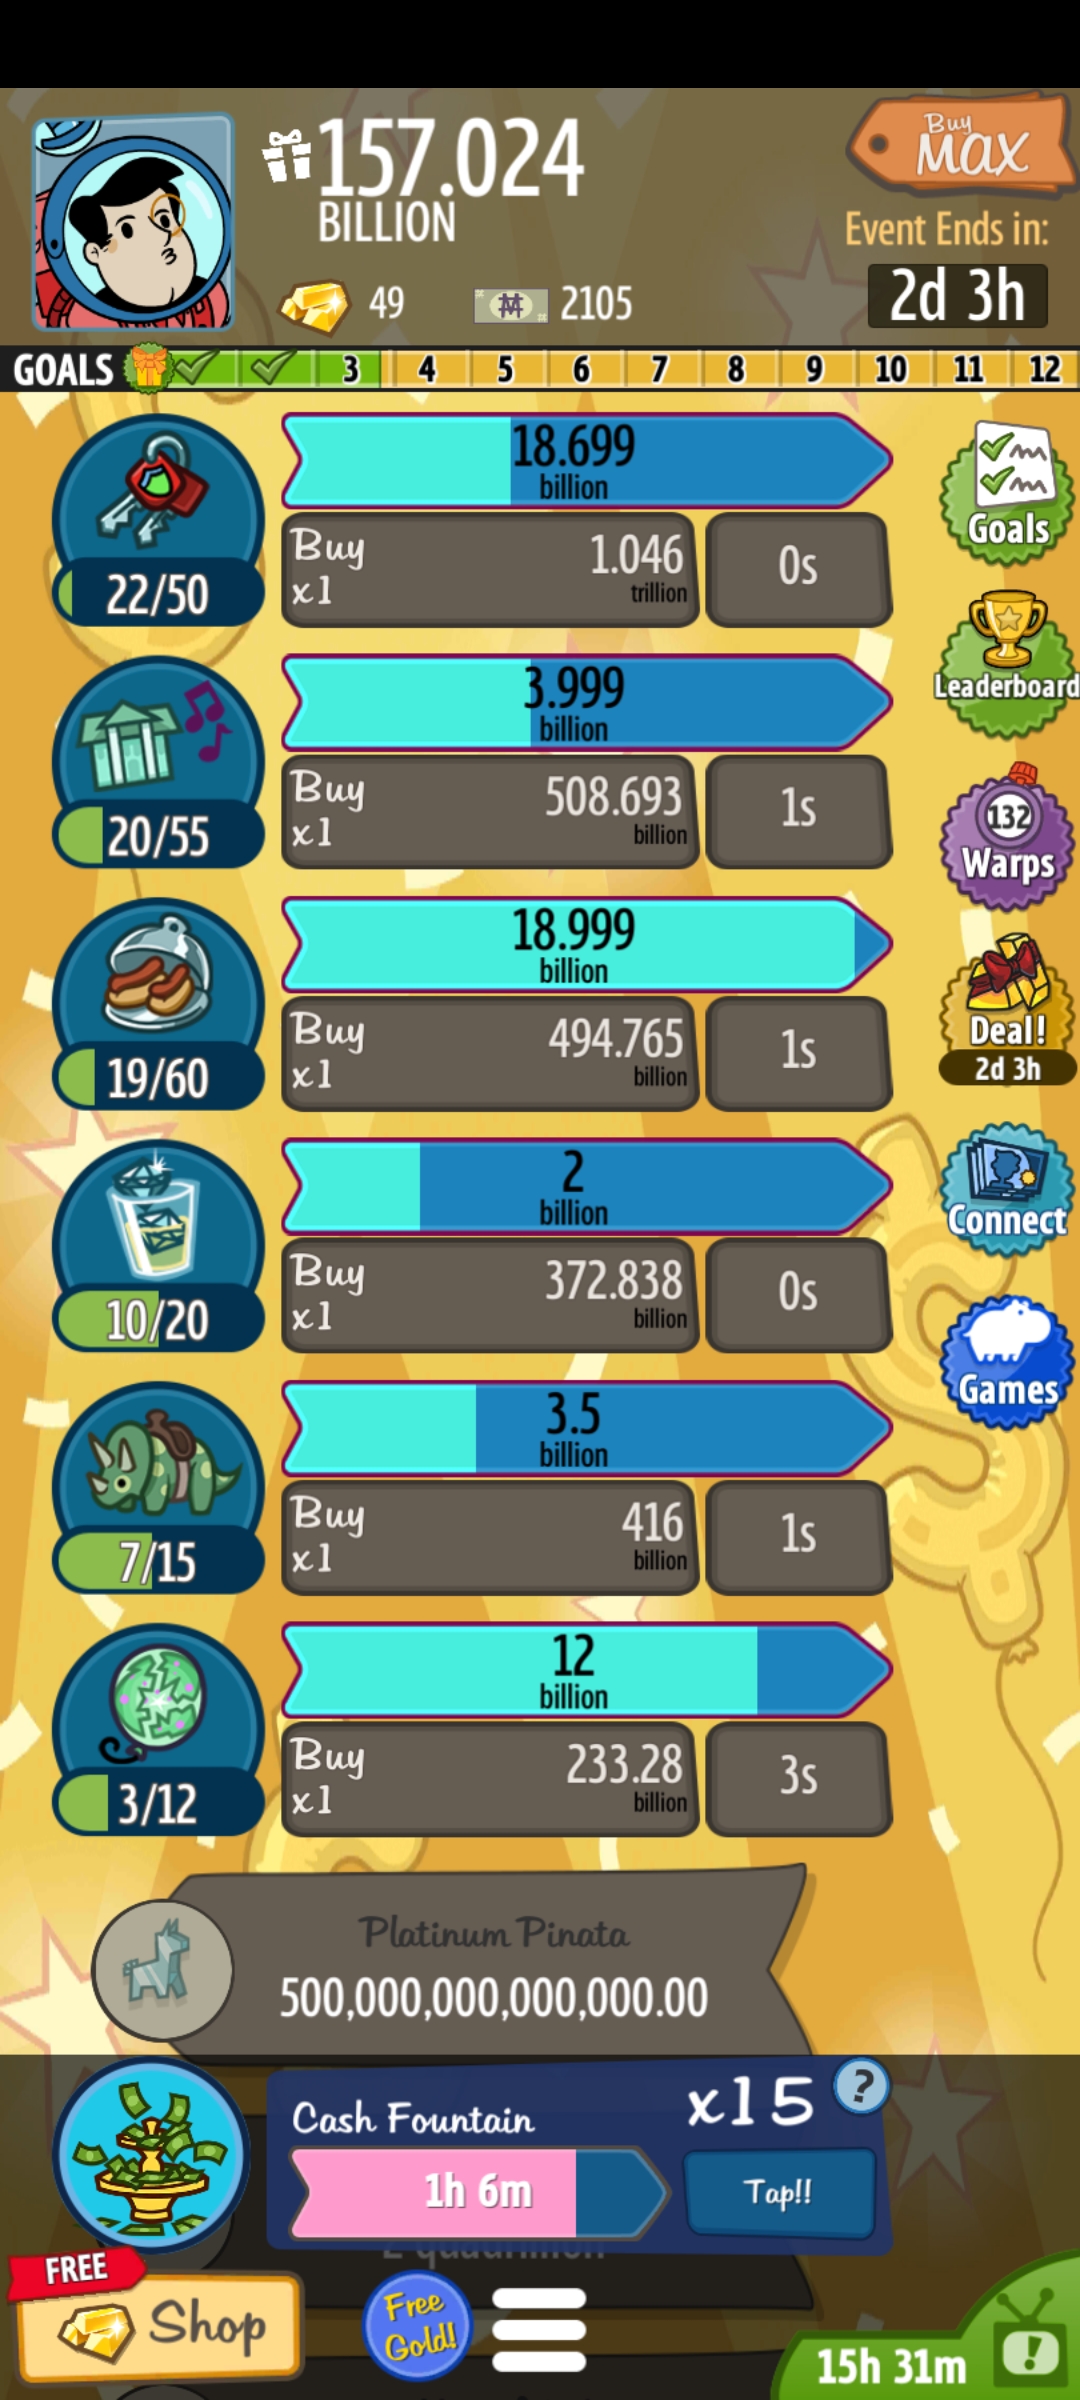 157.024
BILLION
Buy
MAX
Event Ends in:
2d 3h
49
2105
GOALS 3 4 5 6 7 8 9 10 11 12
18.699
billion
Buy
x1
1.046
trillion
0s
22/50
Goals
Leaderboard
3.999
billion
Buy
x1
508.693
billion
1s
20/55
132
Warps
18.999
billion
Buy
x1
494.765
billion
1s
19/60
Deal!
2d 3h
2
billion
Buy
x1
372.838
billion
0s
10/20
Connect
3.5
billion
Buy
x1
416
billion
1s
7/15
Games
12
billion
Buy
x1
233.28
billion
3s
3/12
Platinum Pinata
500,000,000,000,000.00
Cash Fountain
x15
?
1h 6m
Tap!!
2 quadrillion
FREE
Shop
Free
Gold!
15h 31m
!